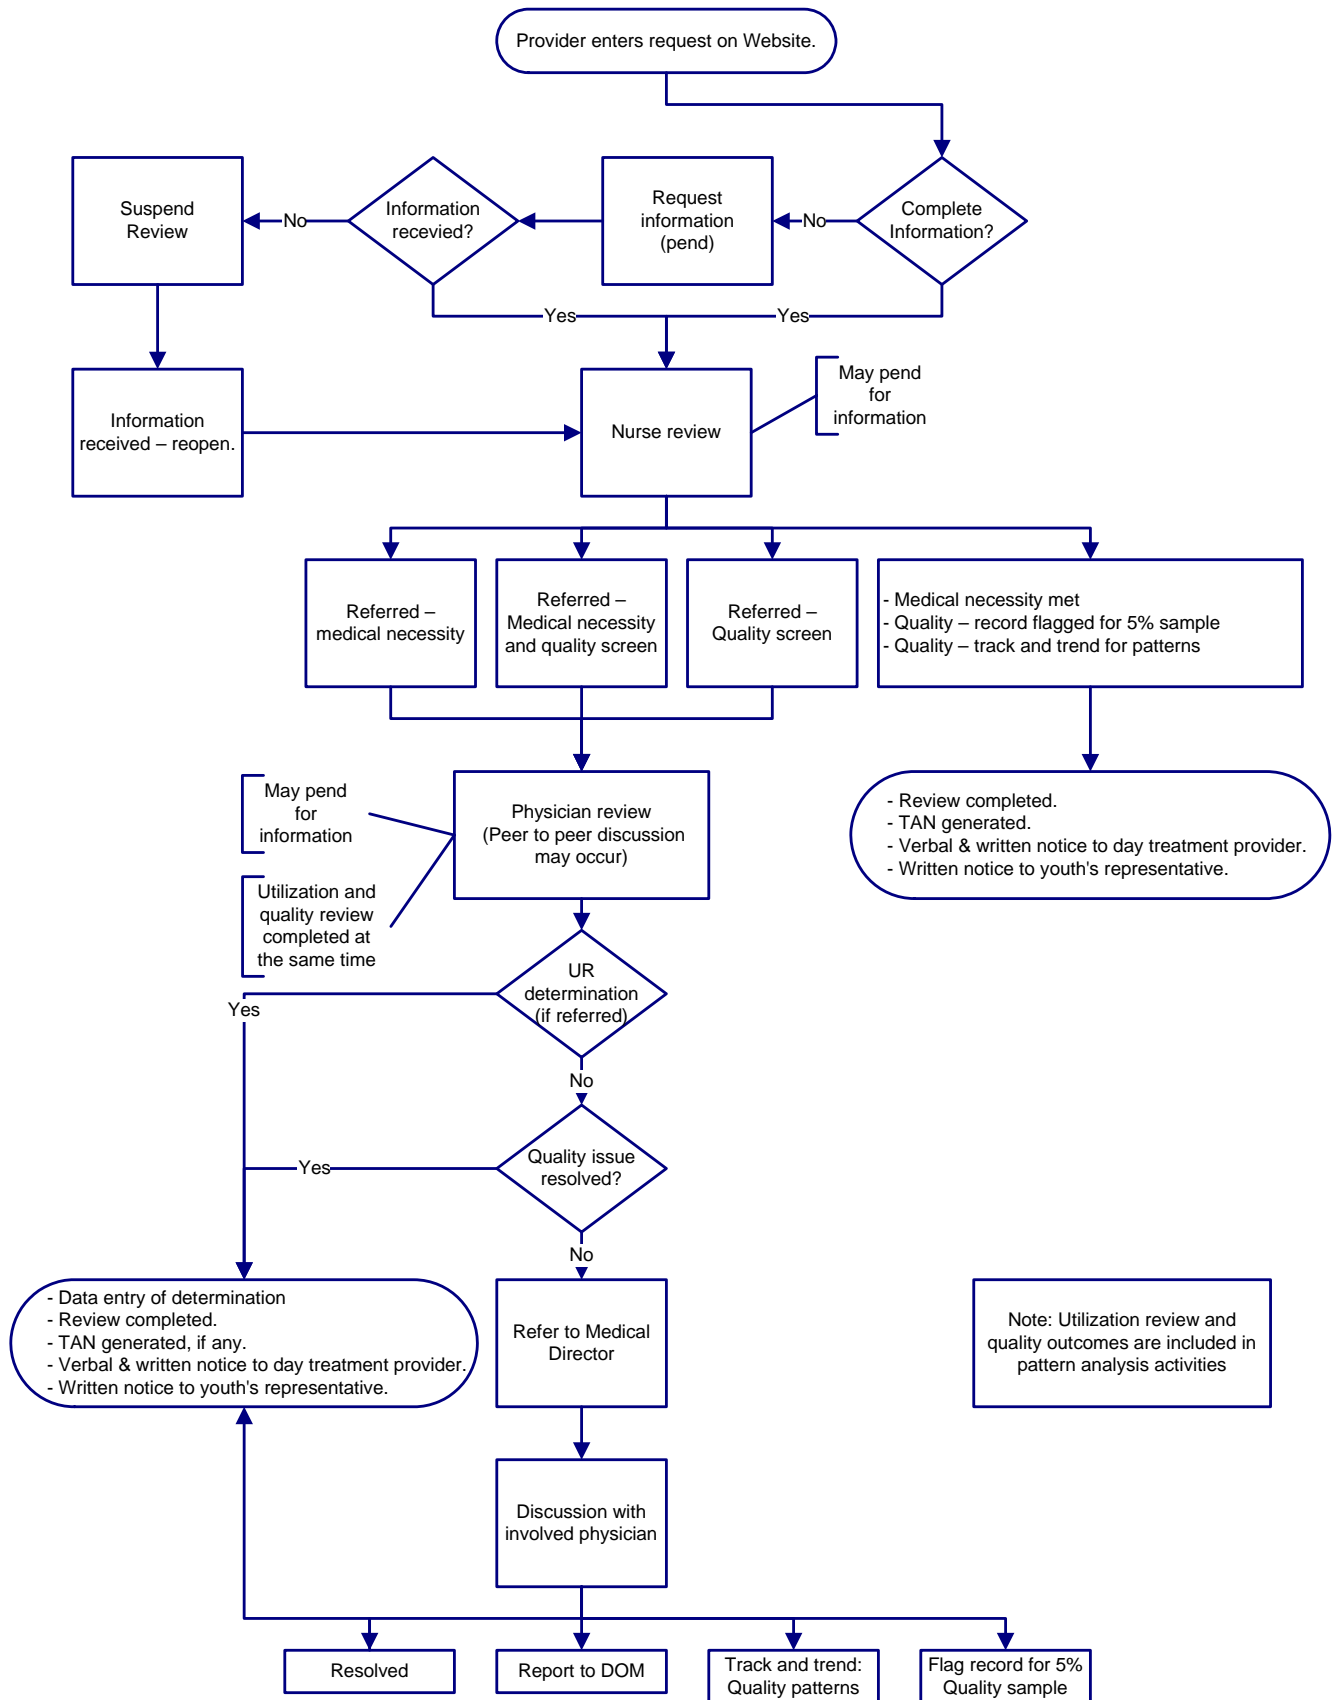 Provider enters request on Website.
Suspend
Review
No
Information
recevied?
Request
information
(pend)
No
Complete
Information?
Yes
Yes
Information
received – reopen.
Nurse review
May pend
for
information
Referred –
medical necessity
Referred –
Medical necessity
and quality screen
Referred –
Quality screen
- Medical necessity met
- Quality – record flagged for 5% sample
- Quality – track and trend for patterns
May pend
for
information
Physician review
(Peer to peer discussion
may occur)
- Review completed.
- TAN generated.
- Verbal & written notice to day treatment provider.
- Written notice to youth's representative.
Utilization and
quality review
completed at
the same time
UR
determination
(if referred)
Yes
No
Quality issue
resolved?
Yes
No
- Data entry of determination
- Review completed.
- TAN generated, if any.
- Verbal & written notice to day treatment provider.
- Written notice to youth's representative.
Refer to Medical
Director
Note: Utilization review and
quality outcomes are included in
pattern analysis activities
Discussion with
involved physician
Resolved
Report to DOM
Track and trend:
Quality patterns
Flag record for 5%
Quality sample